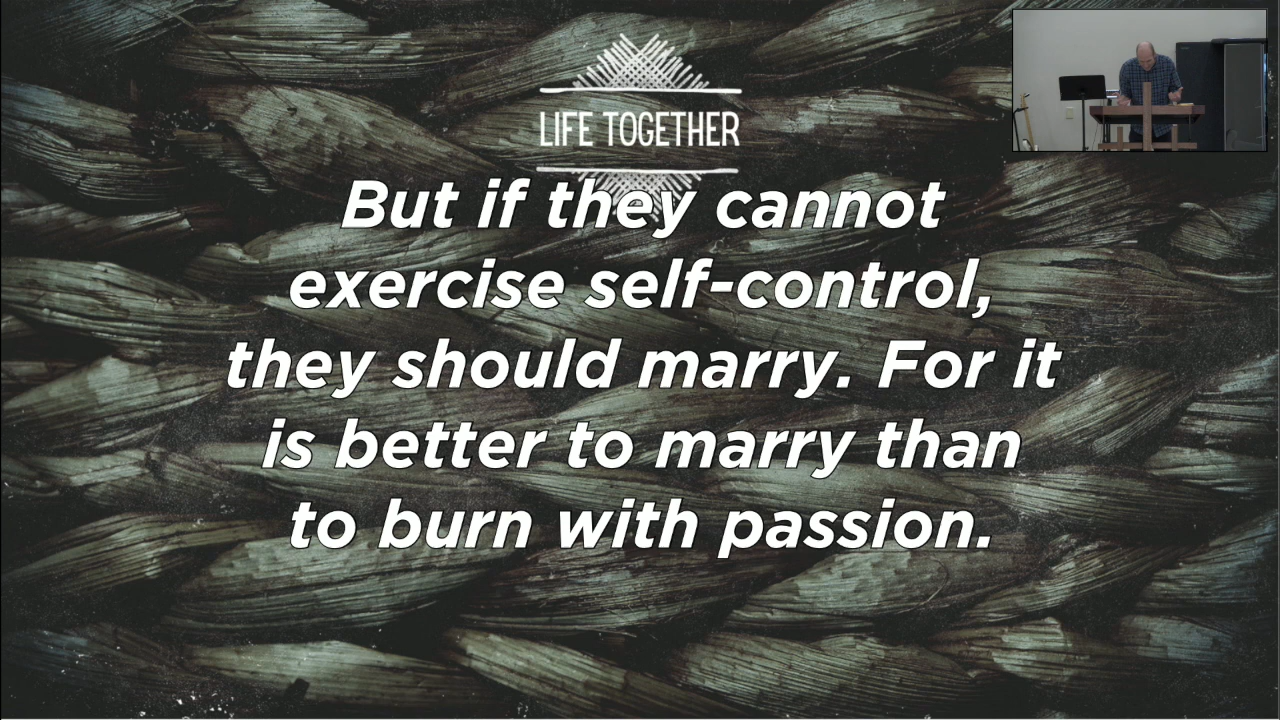 LIFE TOGETHER
But if they cannot
exercise self-control,
they should marry. For it
is better to marry than
to burn with passion.